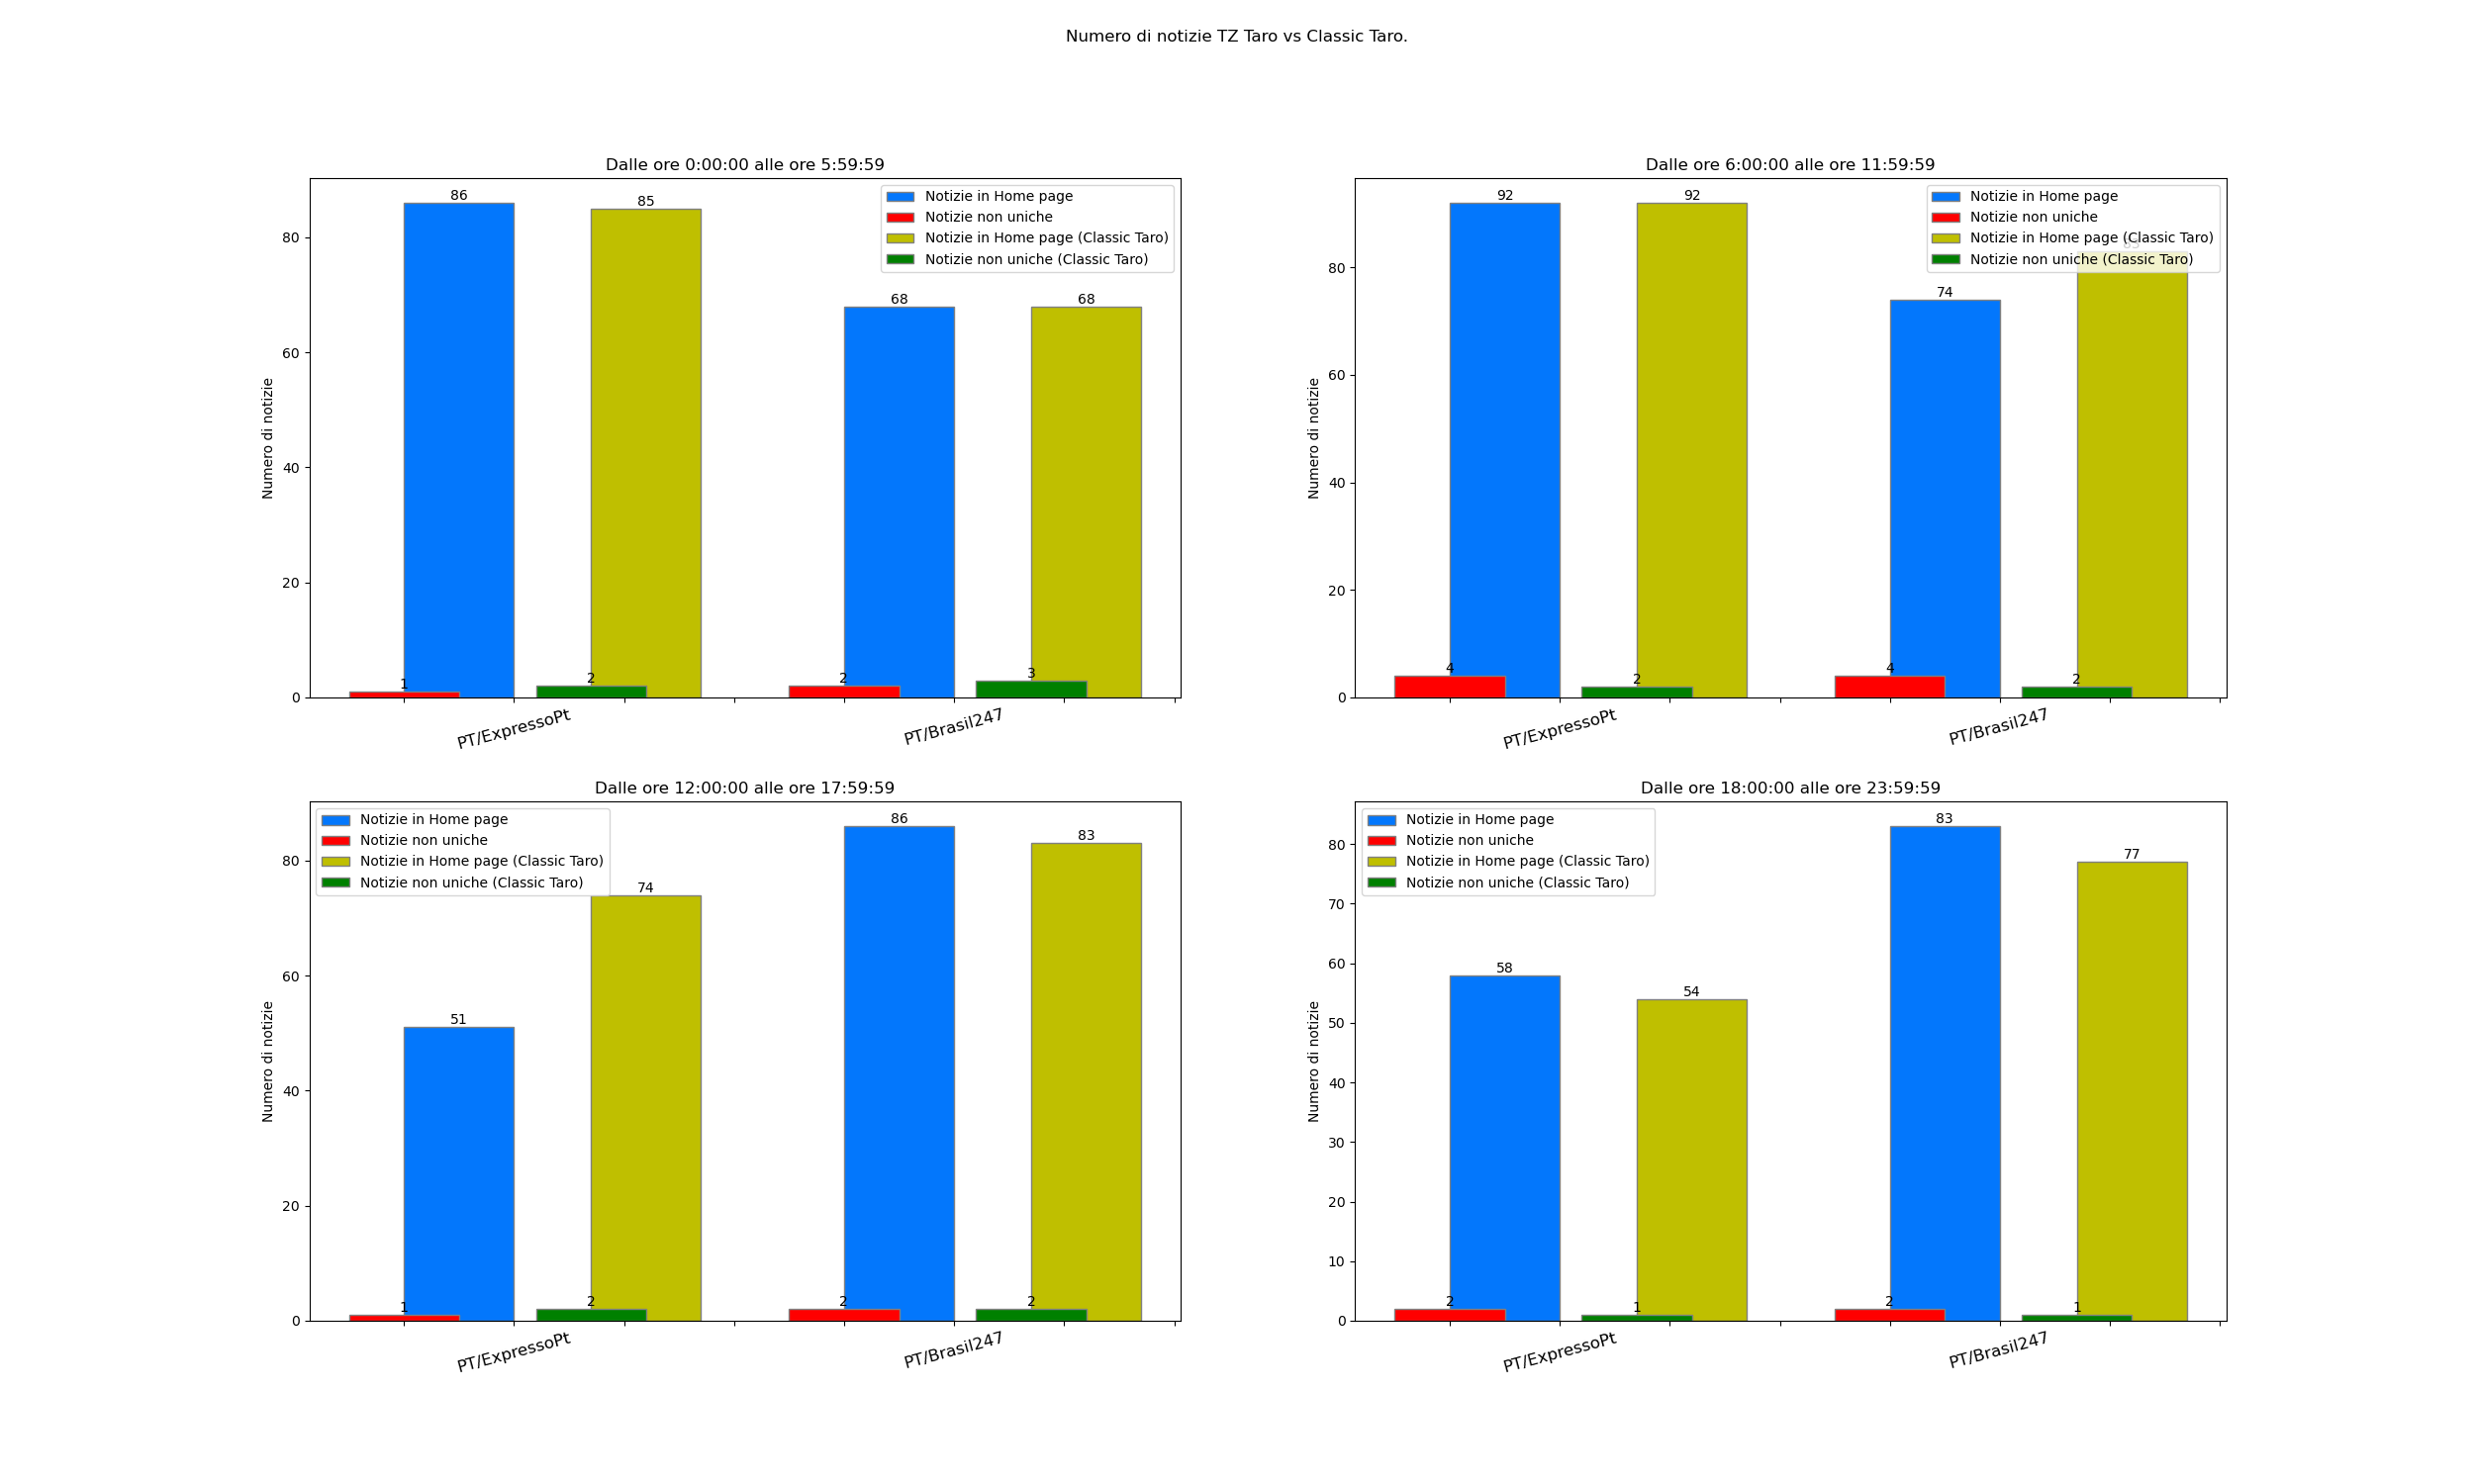 Numero di notizie TZ Taro vs Classic Taro.
Dalle ore 0:00:00 alle ore 5:59:59
Numero di notizie
80
60
40
20
0
86
85
68
68
1
2
2
3
Notizie in Home page
Notizie non uniche
Notizie in Home page (Classic Taro)
Notizie non uniche (Classic Taro)
PT/ExpressoPt
PT/Brasil247
Dalle ore 6:00:00 alle ore 11:59:59
Numero di notizie
80
60
40
20
0
92
92
74
83
4
2
4
2
Notizie in Home page
Notizie non uniche
Notizie in Home page (Classic Taro)
Notizie non uniche (Classic Taro)
PT/ExpressoPt
PT/Brasil247
Dalle ore 12:00:00 alle ore 17:59:59
Numero di notizie
80
60
40
20
0
Notizie in Home page
Notizie non uniche
Notizie in Home page (Classic Taro)
Notizie non uniche (Classic Taro)
51
74
86
83
1
2
2
2
PT/ExpressoPt
PT/Brasil247
Dalle ore 18:00:00 alle ore 23:59:59
Numero di notizie
80
70
60
50
40
30
20
10
0
Notizie in Home page
Notizie non uniche
Notizie in Home page (Classic Taro)
Notizie non uniche (Classic Taro)
58
54
83
77
2
1
2
1
PT/ExpressoPt
PT/Brasil247